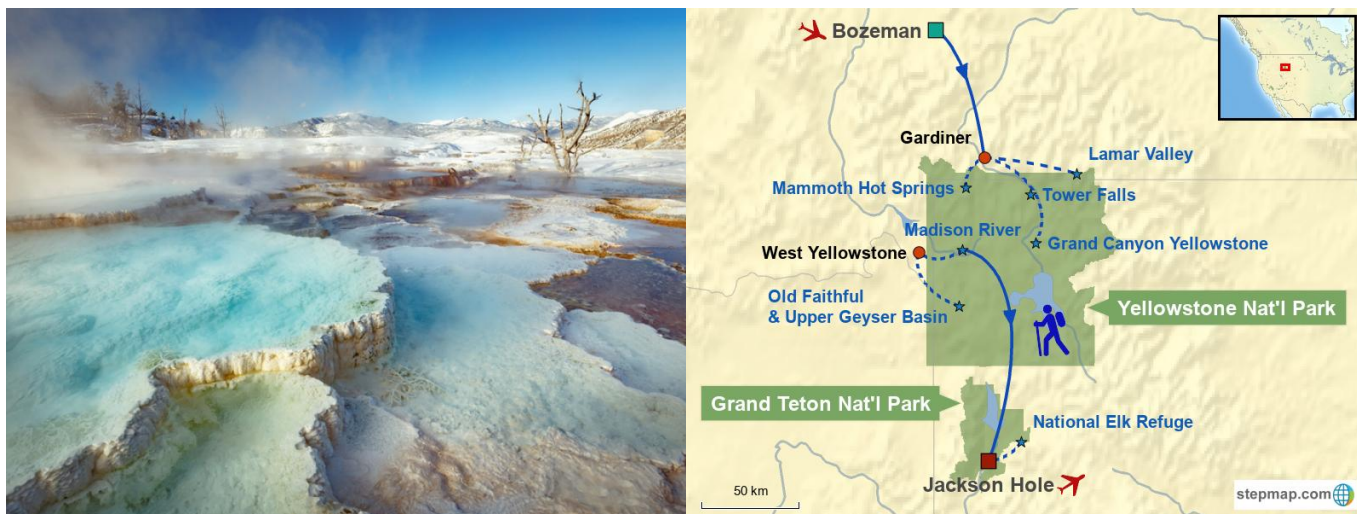 Bozeman
Gardiner
Lamar Valley
Mammoth Hot Springs
Tower Falls
Madison River
Grand Canyon Yellowstone
West Yellowstone
Old Faithful
& Upper Geyser Basin
Yellowstone Nat'l Park
Grand Teton Nat'l Park
National Elk Refuge
Jackson Hole
50 km
stepmap.com